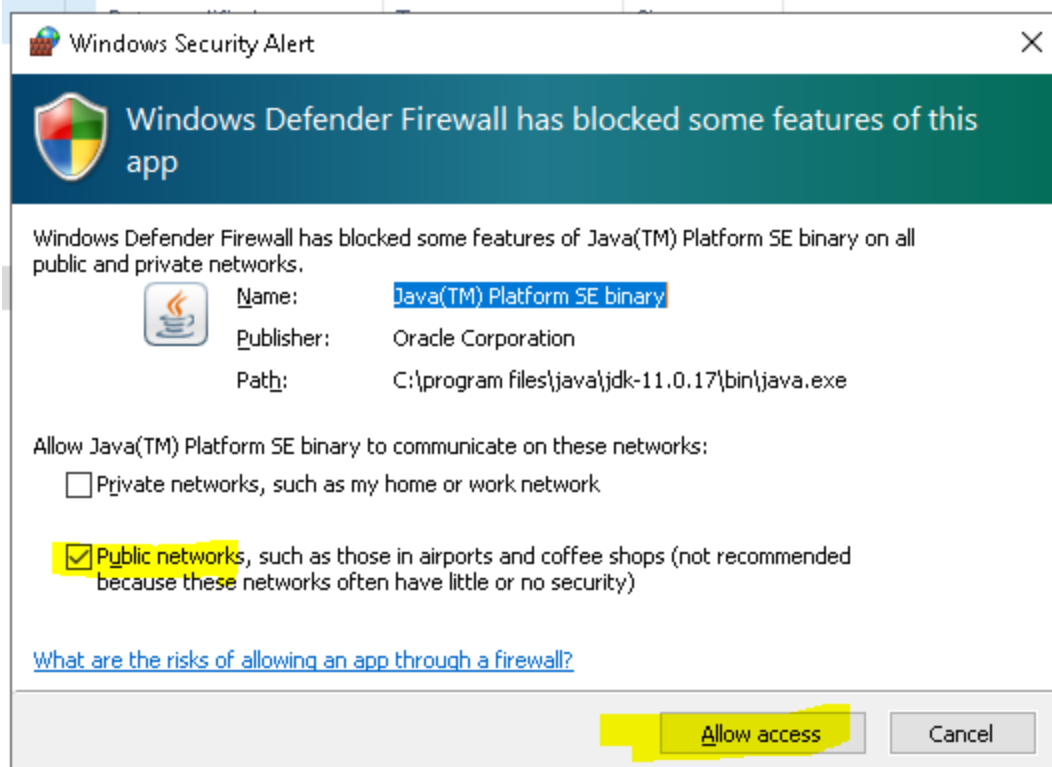 Windows Security Alert
Windows Defender Firewall has blocked some features of this
app
Windows Defender Firewall has blocked some features of Java(TM) Platform SE binary on all
public and private networks.
Name: Java(TM) Platform SE binary
Publisher: Oracle Corporation
Path: C:\program files\java\jdk-11.0.17\bin\java.exe
Allow Java(TM) Platform SE binary to communicate on these networks:
Private networks, such as my home or work network
Public networks, such as those in airports and coffee shops (not recommended
because these networks often have little or no security)
What are the risks of allowing an app through a firewall?
Allow access Cancel